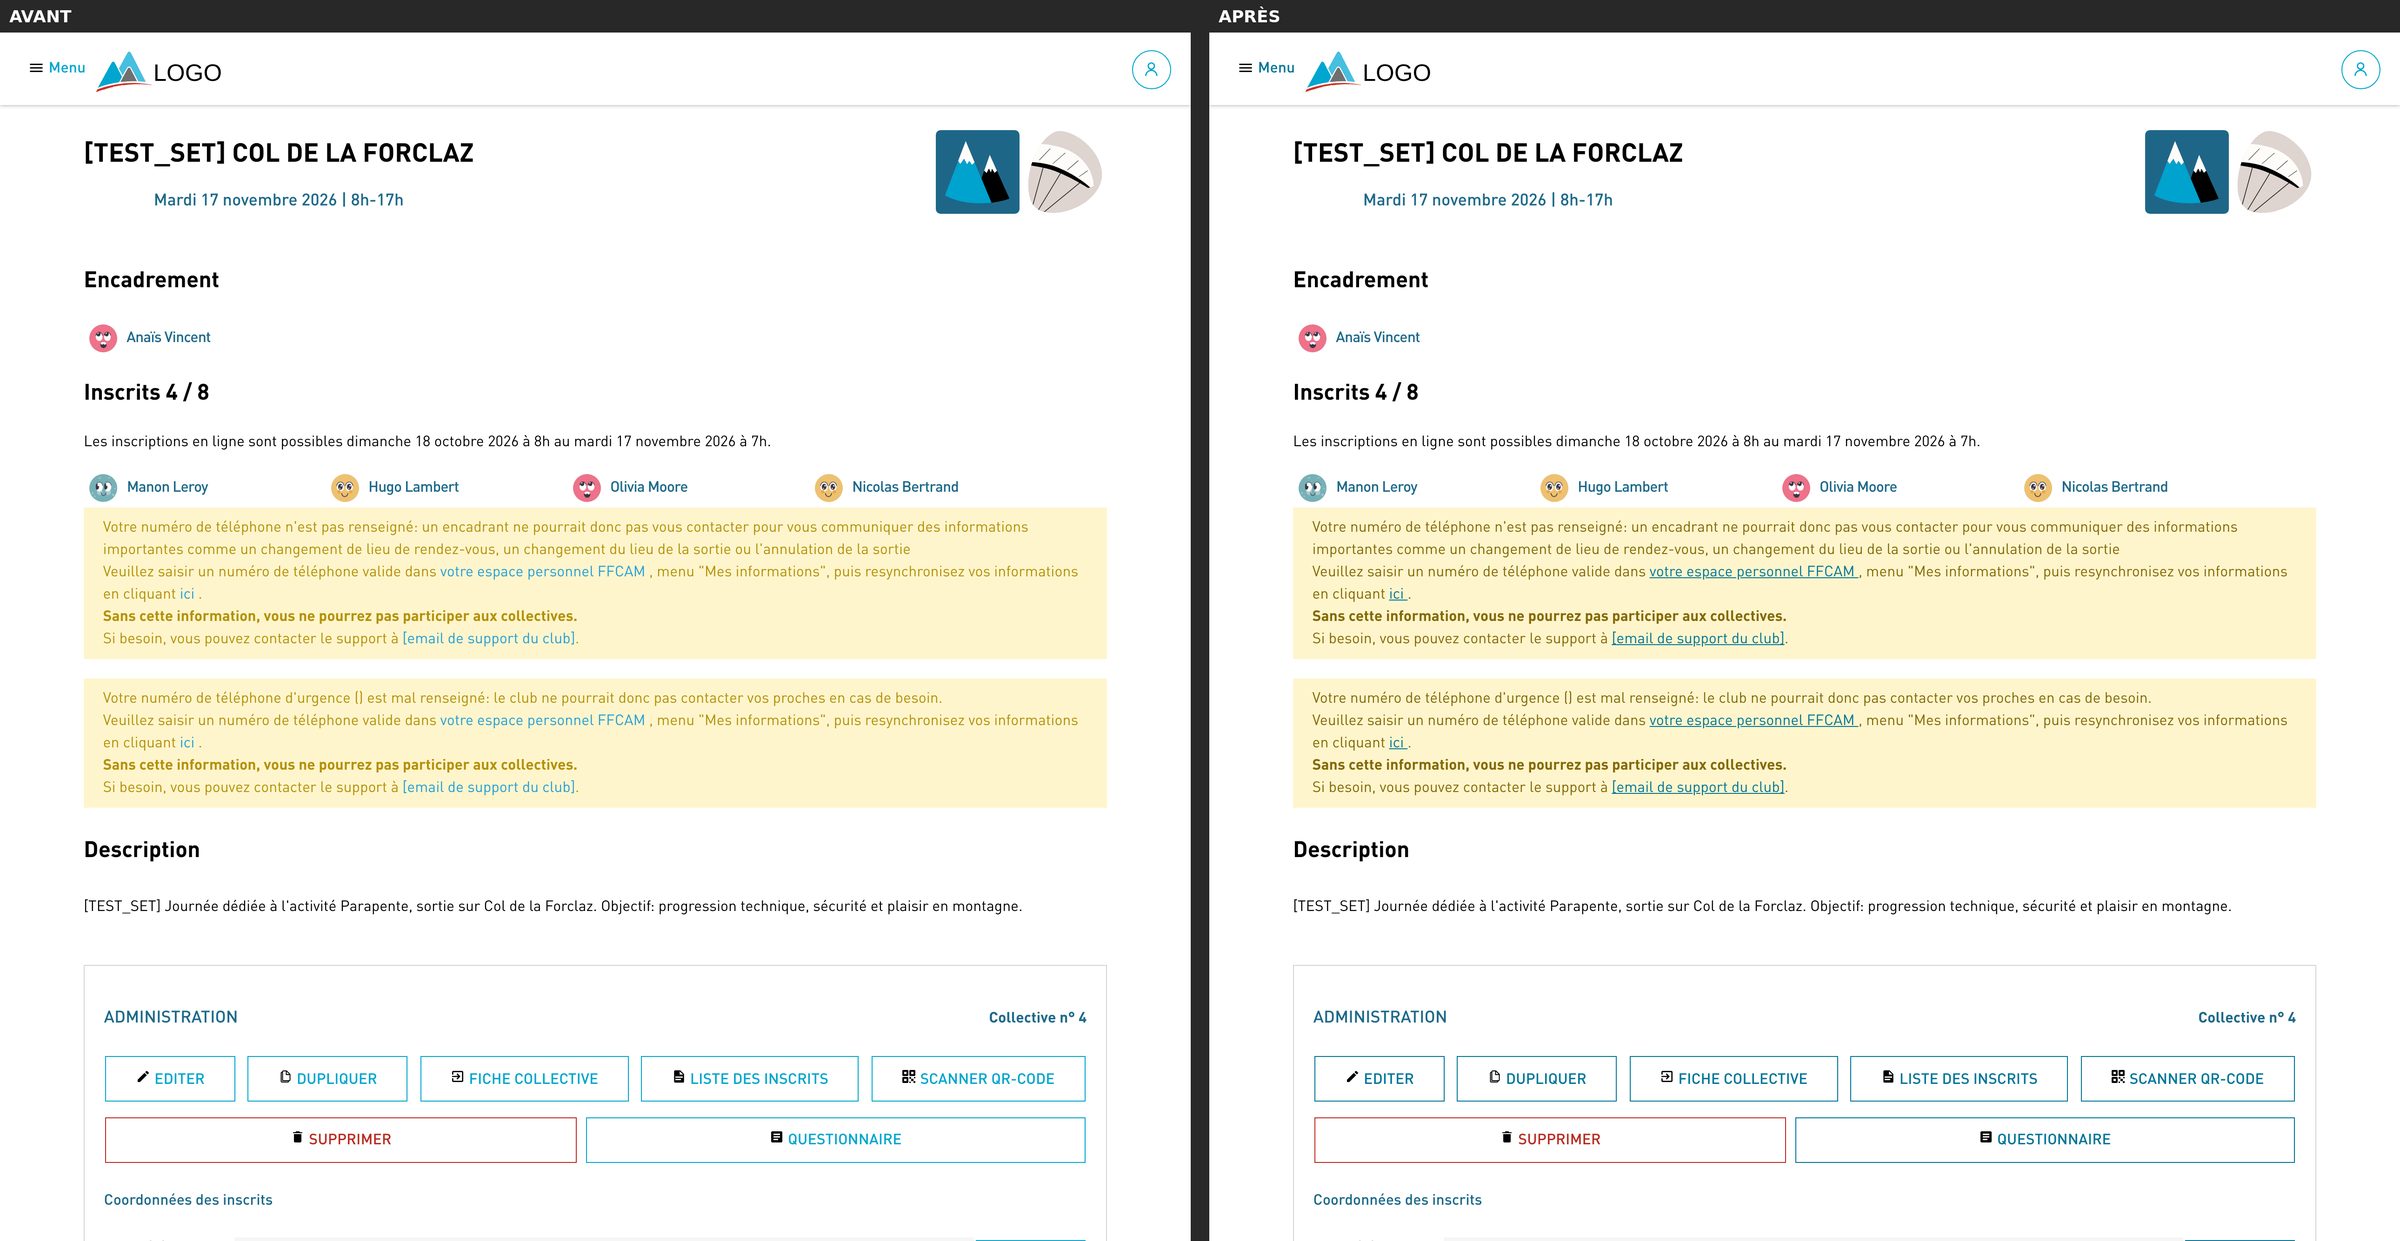 AVANT
Menu
LOGO
[TEST_SET] COL DE LA FORCLAZ
Mardi 17 novembre 2026 | 8h-17h
Encadrement
Anaïs Vincent
Inscrits 4 / 8
Les inscriptions en ligne sont possibles dimanche 18 octobre 2026 à 8h au mardi 17 novembre 2026 à 7h.
Manon Leroy
Hugo Lambert
Olivia Moore
Nicolas Bertrand
Votre numéro de téléphone n'est pas renseigné: un encadrant ne pourrait donc pas vous contacter pour vous communiquer des informations
importantes comme un changement de lieu de rendez-vous, un changement du lieu de la sortie ou l'annulation de la sortie
Veuillez saisir un numéro de téléphone valide dans votre espace personnel FFCAM , menu "Mes informations", puis resynchronisez vos informations
en cliquant ici .
Sans cette information, vous ne pourrez pas participer aux collectives.
Si besoin, vous pouvez contacter le support à [email de support du club].
Votre numéro de téléphone d'urgence () est mal renseigné: le club ne pourrait donc pas contacter vos proches en cas de besoin.
Veuillez saisir un numéro de téléphone valide dans votre espace personnel FFCAM , menu "Mes informations", puis resynchronisez vos informations
en cliquant ici .
Sans cette information, vous ne pourrez pas participer aux collectives.
Si besoin, vous pouvez contacter le support à [email de support du club].
Description
[TEST_SET] Journée dédiée à l'activité Parapente, sortie sur Col de la Forclaz. Objectif: progression technique, sécurité et plaisir en montagne.
ADMINISTRATION
Collective n° 4
EDITER
DUPLIQUER
FICHE COLLECTIVE
LISTE DES INSCRITS
SCANNER QR-CODE
SUPPRIMER
QUESTIONNAIRE
Coordonnées des inscrits
APRÈS
Menu
LOGO
[TEST_SET] COL DE LA FORCLAZ
Mardi 17 novembre 2026 | 8h-17h
Encadrement
Anaïs Vincent
Inscrits 4 / 8
Les inscriptions en ligne sont possibles dimanche 18 octobre 2026 à 8h au mardi 17 novembre 2026 à 7h.
Manon Leroy
Hugo Lambert
Olivia Moore
Nicolas Bertrand
Votre numéro de téléphone n'est pas renseigné: un encadrant ne pourrait donc pas vous contacter pour vous communiquer des informations
importantes comme un changement de lieu de rendez-vous, un changement du lieu de la sortie ou l'annulation de la sortie
Veuillez saisir un numéro de téléphone valide dans votre espace personnel FFCAM , menu "Mes informations", puis resynchronisez vos informations
en cliquant ici .
Sans cette information, vous ne pourrez pas participer aux collectives.
Si besoin, vous pouvez contacter le support à [email de support du club].
Votre numéro de téléphone d'urgence () est mal renseigné: le club ne pourrait donc pas contacter vos proches en cas de besoin.
Veuillez saisir un numéro de téléphone valide dans votre espace personnel FFCAM , menu "Mes informations", puis resynchronisez vos informations
en cliquant ici .
Sans cette information, vous ne pourrez pas participer aux collectives.
Si besoin, vous pouvez contacter le support à [email de support du club].
Description
[TEST_SET] Journée dédiée à l'activité Parapente, sortie sur Col de la Forclaz. Objectif: progression technique, sécurité et plaisir en montagne.
ADMINISTRATION
Collective n° 4
EDITER
DUPLIQUER
FICHE COLLECTIVE
LISTE DES INSCRITS
SCANNER QR-CODE
SUPPRIMER
QUESTIONNAIRE
Coordonnées des inscrits